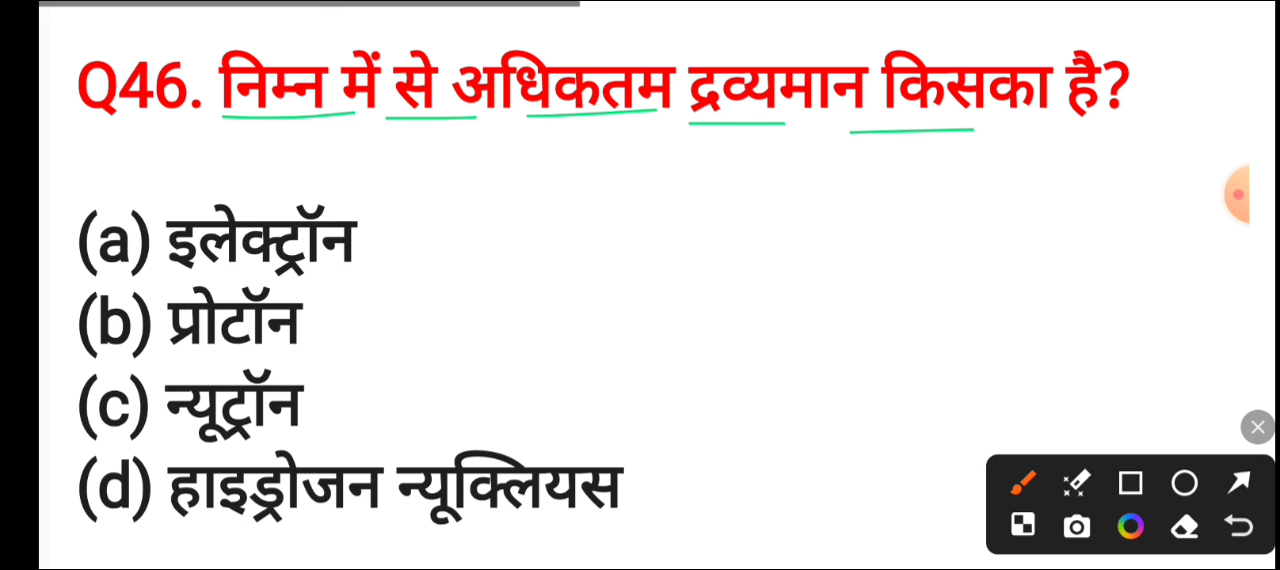 Q46. निम्न में से अधिकतम द्रव्यमान किसका है?
(a) इलेक्ट्रॉन
(b) प्रोटॉन
(c) न्यूट्रॉन
(d) हाइड्रोजन न्यूक्लियस